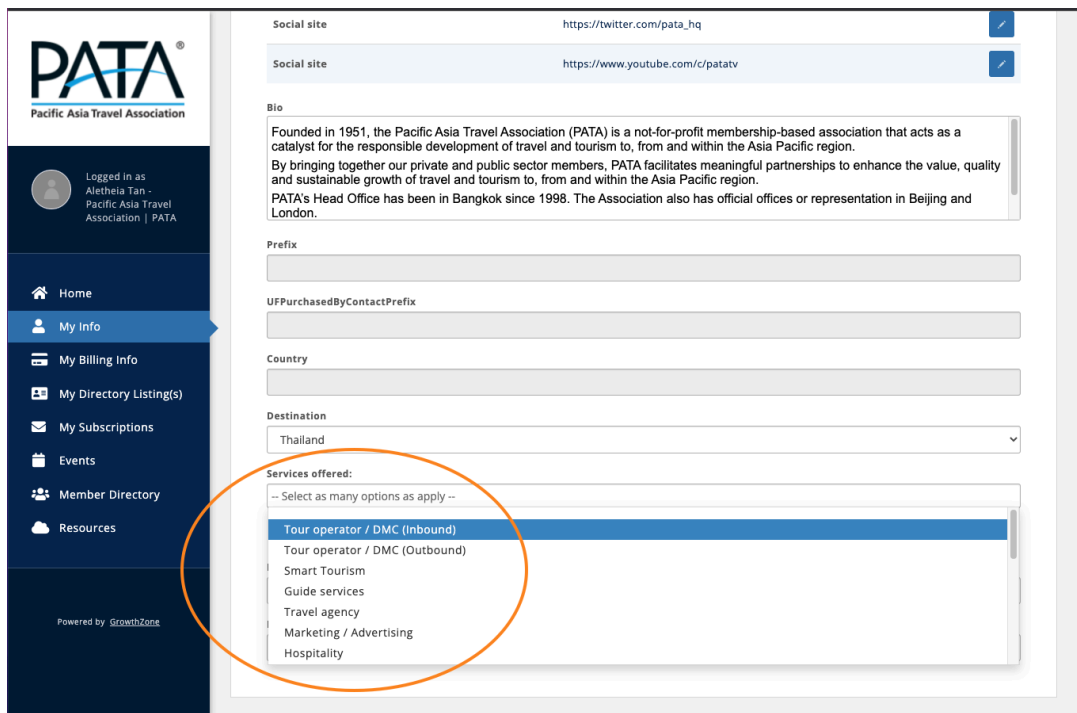 PATA®
Pacific Asia Travel Association
Logged in as
Aletheia Tan -
Pacific Asia Travel
Association | PATA
Home
My Info
My Billing Info
My Directory Listing(s)
My Subscriptions
Events
Member Directory
Resources
Powered by GrowthZone
Social site https://twitter.com/pata_hq
Social site https://www.youtube.com/c/patatv
Bio
Founded in 1951, the Pacific Asia Travel Association (PATA) is a not-for-profit membership-based association that acts as a
catalyst for the responsible development of travel and tourism to, from and within the Asia Pacific region.
By bringing together our private and public sector members, PATA facilitates meaningful partnerships to enhance the value, quality
and sustainable growth of travel and tourism to, from and within the Asia Pacific region.
PATA's Head Office has been in Bangkok since 1998. The Association also has official offices or representation in Beijing and
London.
Prefix
UFPurchasedByContactPrefix
Country
Destination
Thailand
Services offered:
-- Select as many options as apply --
Tour operator / DMC (Inbound)
Tour operator / DMC (Outbound)
Smart Tourism
Guide services
Travel agency
Marketing / Advertising
Hospitality